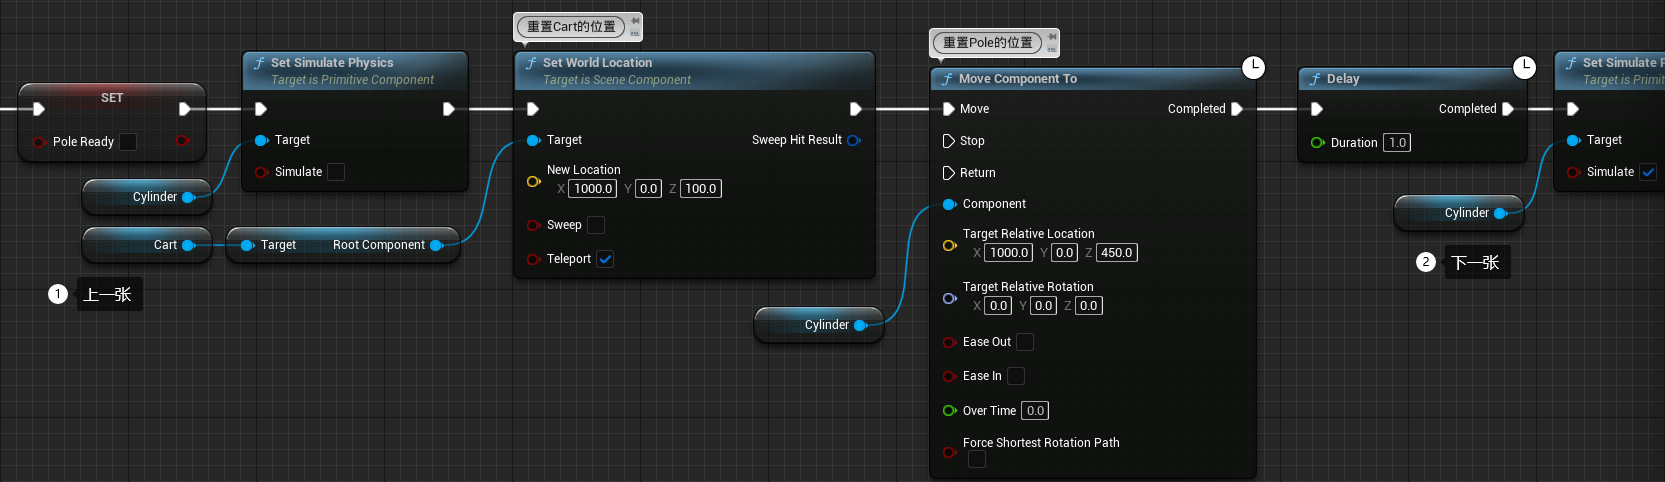 SET
Pole Ready
Cylinder
Cart
Target
Root Component
1
上一张
Set Simulate Physics
Target is Primitive Component
Target
Simulate
重置Cart的位置
Set World Location
Target is Scene Component
Target
Sweep Hit Result
New Location
X 1000.0 Y 0.0 Z 100.0
Sweep
Teleport
Cylinder
重置Pole的位置
Move Component To
Move
Completed
Stop
Return
Component
Target Relative Location
X 1000.0 Y 0.0 Z 450.0
Target Relative Rotation
X 0.0 Y 0.0 Z 0.0
Ease Out
Ease In
Over Time 0.0
Force Shortest Rotation Path
Delay
Completed
Duration 1.0
Cylinder
2
下一张
Set Simulate P
Target is Primit
Target
Simulate